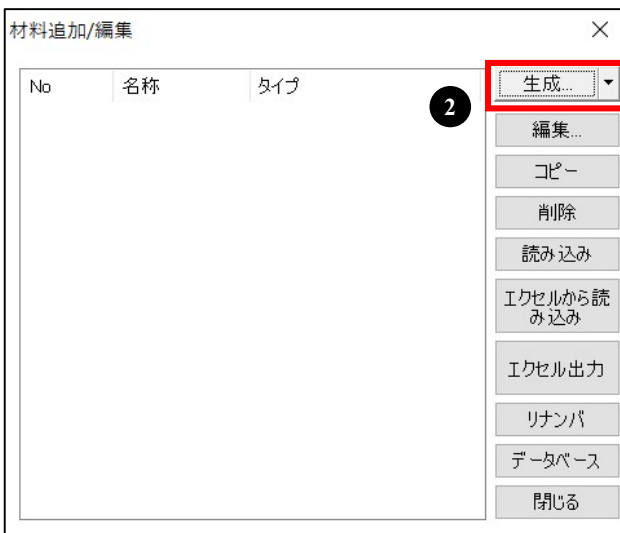 材料追加/編集
No 名称 タイプ
2
生成...
編集...
コピー
削除
読み込み
エクセルから読
み込み
エクセル出力
リナンバ
データベース
閉じる